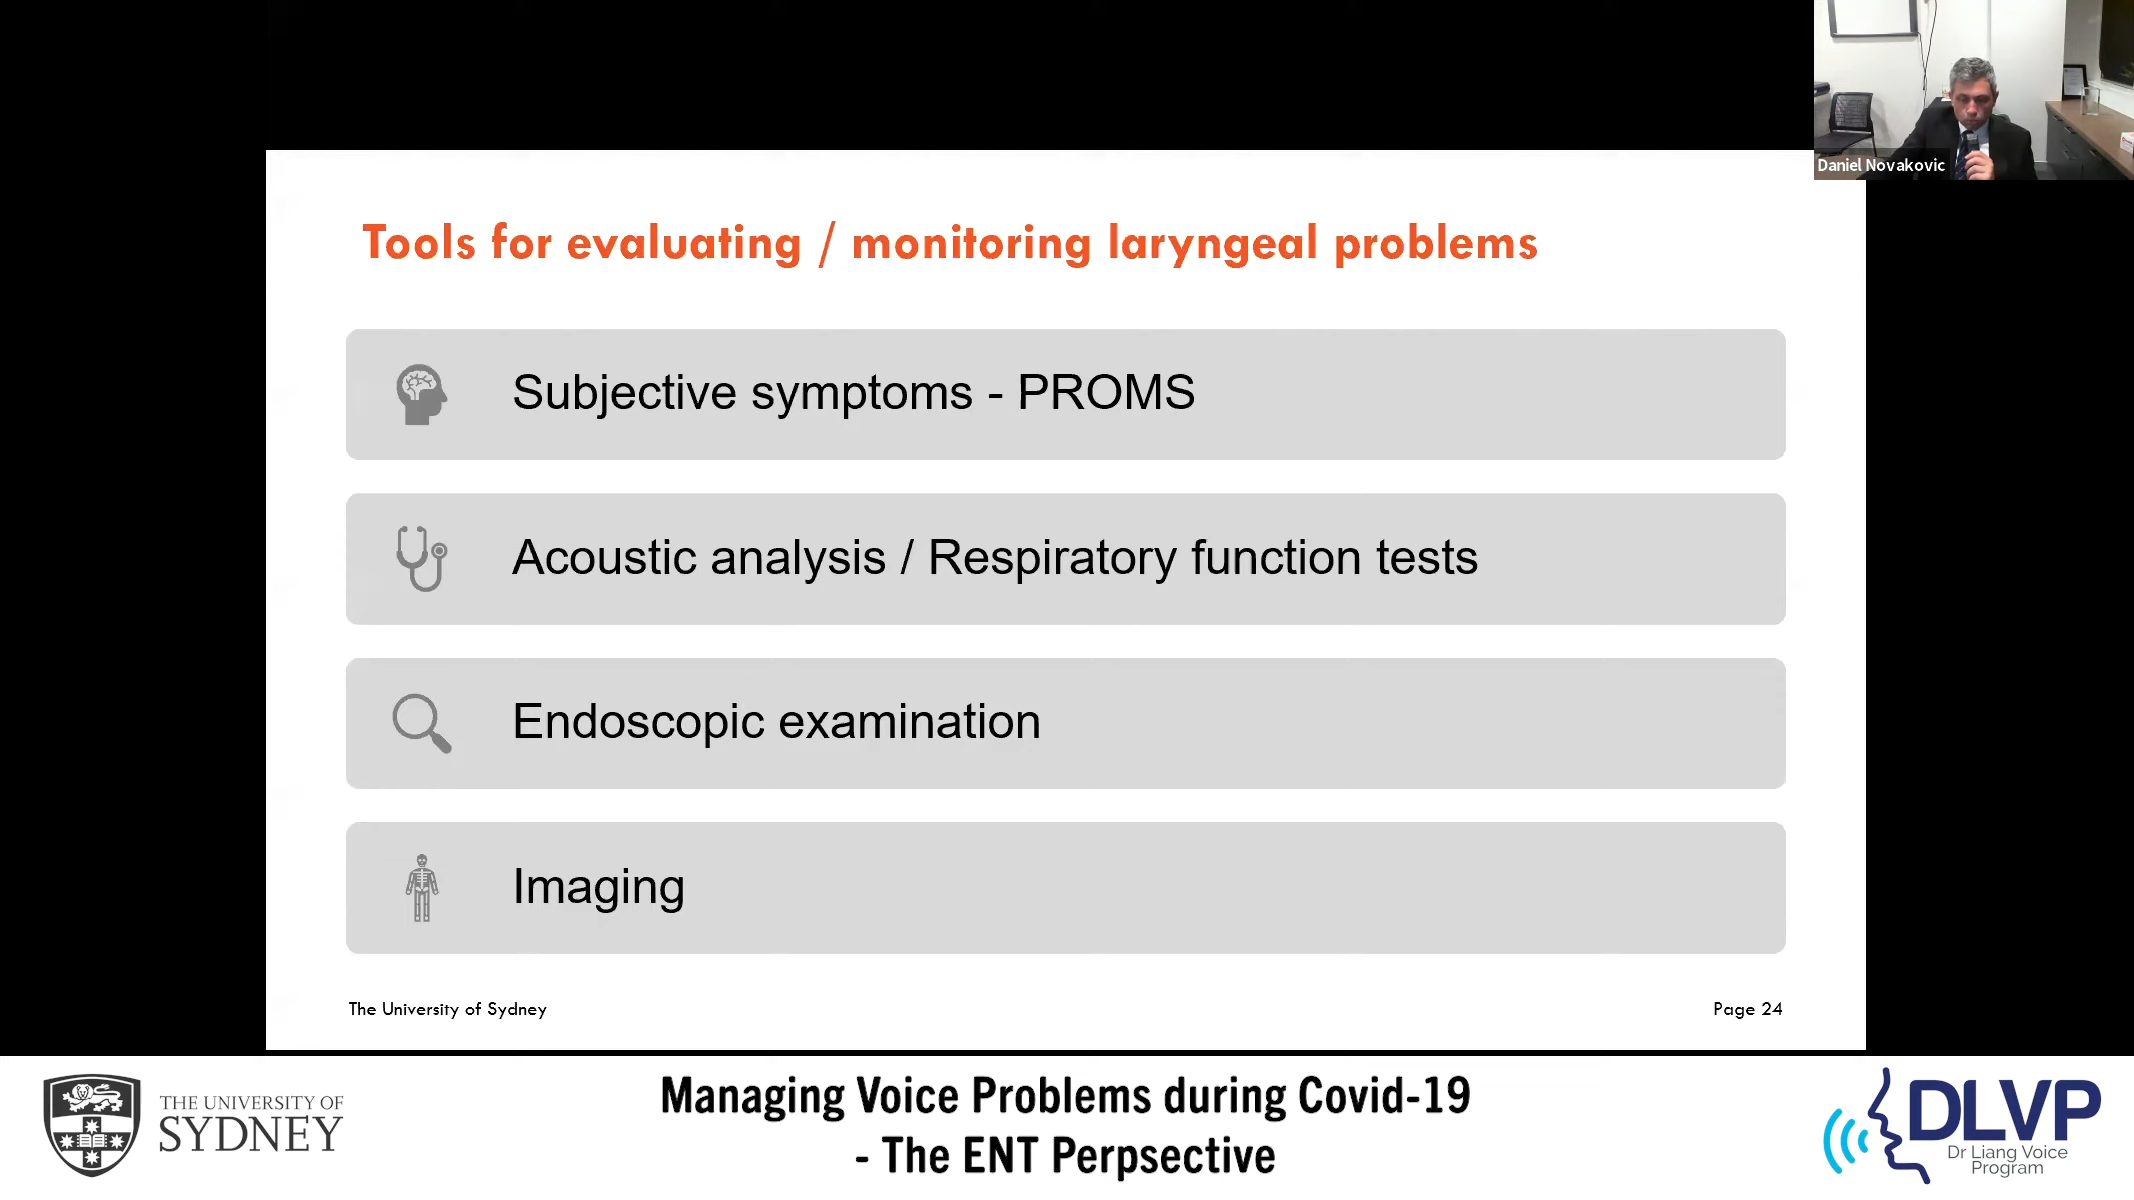 Daniel Novakovic
Tools for evaluating / monitoring laryngeal problems
Subjective symptoms - PROMS
Acoustic analysis / Respiratory function tests
Endoscopic examination
Imaging
The University of Sydney
Page 24
THE UNIVERSITY OF
SYDNEY
Managing Voice Problems during Covid-19
- The ENT Perpsective
DLVP
Dr Liang Voice
Program